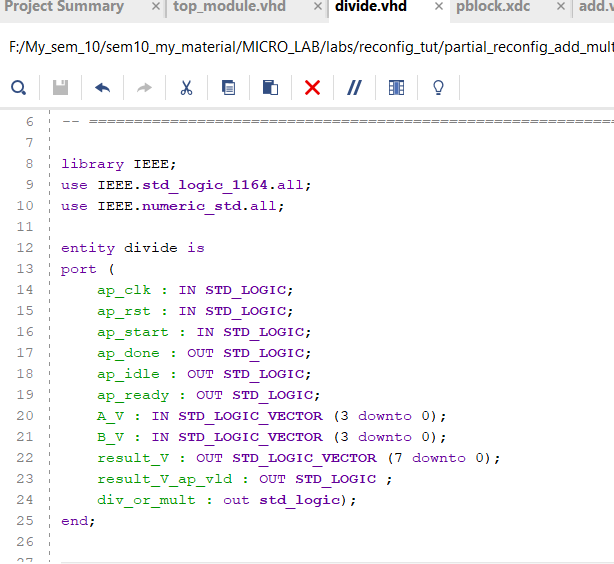 Project Summary × top_module.vhd × divide.vhd × pblock.xdc × add.v
F:/My_sem_10/sem10_my_material/MICRO_LAB/labs/reconfig_tut/partial_reconfig_add_mult
6 -- ==========================================================
7
8 library IEEE;
9 use IEEE.std_logic_1164.all;
10 use IEEE.numeric_std.all;
11
12 entity divide is
13 port (
14 ap_clk : IN STD_LOGIC;
15 ap_rst : IN STD_LOGIC;
16 ap_start : IN STD_LOGIC;
17 ap_done : OUT STD_LOGIC;
18 ap_idle : OUT STD_LOGIC;
19 ap_ready : OUT STD_LOGIC;
20 A_V : IN STD_LOGIC_VECTOR (3 downto 0);
21 B_V : IN STD_LOGIC_VECTOR (3 downto 0);
22 result_V : OUT STD_LOGIC_VECTOR (7 downto 0);
23 result_V_ap_vld : OUT STD_LOGIC ;
24 div_or_mult : out std_logic);
25 end;
26